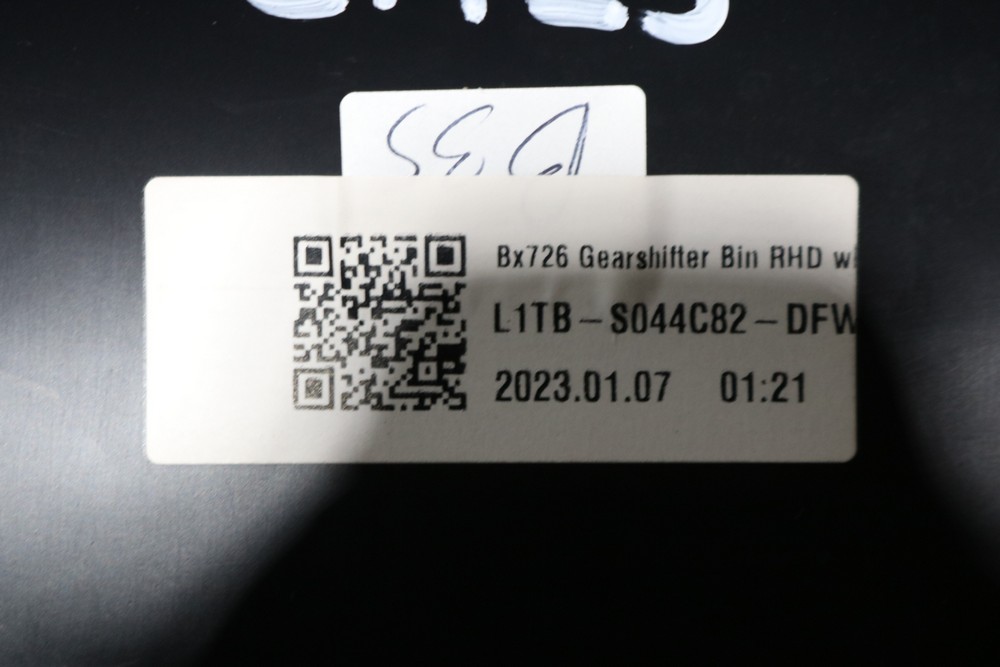 Bx726 Gearshifter Bin RHD
L1TB-S044C82-DFW
2023.01.07 01:21